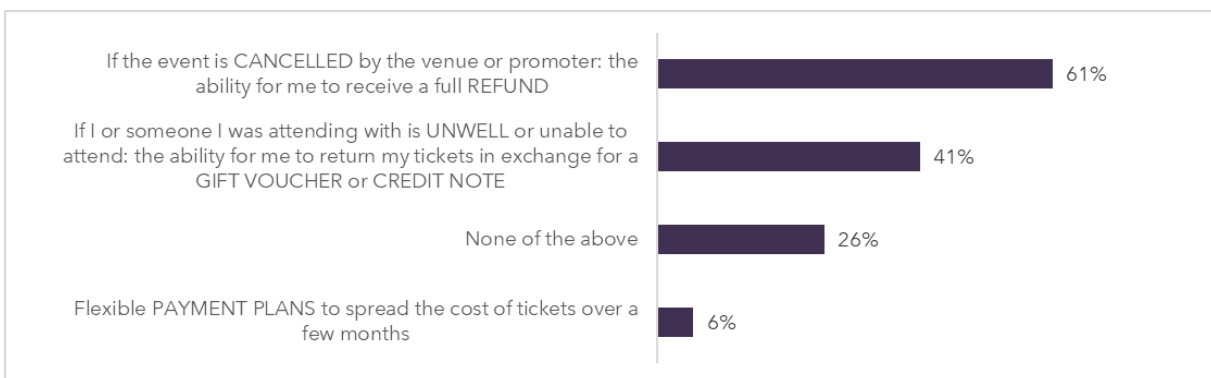 If the event is CANCELLED by the venue or promoter: the
ability for me to receive a full REFUND
61%
If I or someone I was attending with is UNWELL or unable to
attend: the ability for me to return my tickets in exchange for a
GIFT VOUCHER or CREDIT NOTE
41%
None of the above
26%
Flexible PAYMENT PLANS to spread the cost of tickets over a
few months
6%